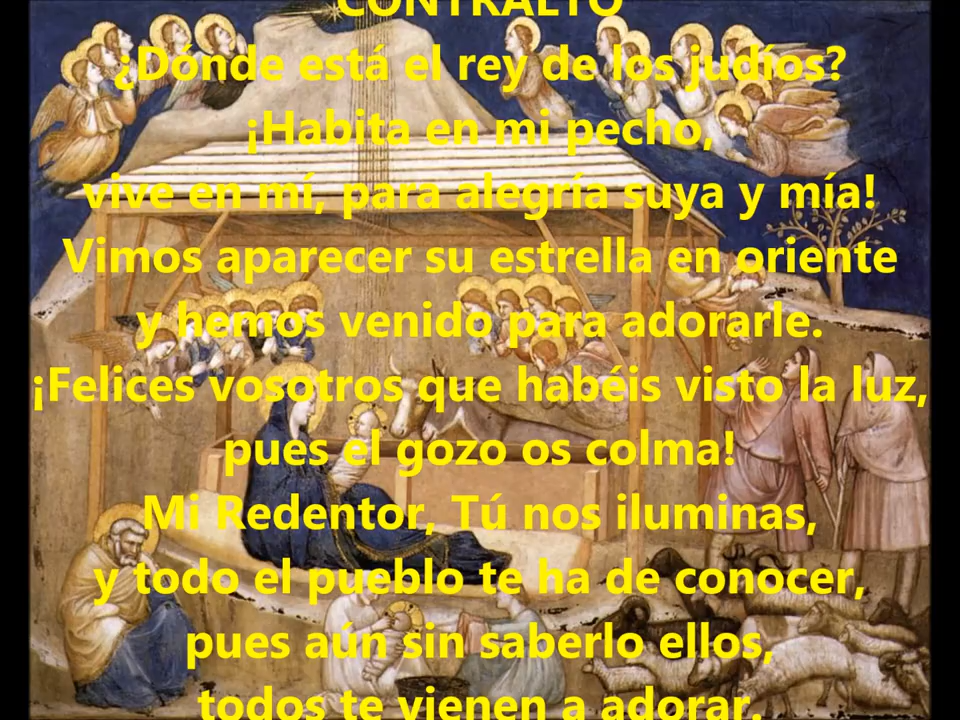 CONTRALTO
¿Dónde está el rey de los judíos?
¡Habita en mi pecho,
vive en mí, para alegría suya y mía!
Vimos aparecer su estrella en oriente
y hemos venido para adorarle.
¡Felices vosotros que habéis visto la luz,
pues el gozo os colma!
Mi Redentor, Tú nos iluminas,
y todo el pueblo te ha de conocer,
pues aún sin saberlo ellos,
todos te vienen a adorar.